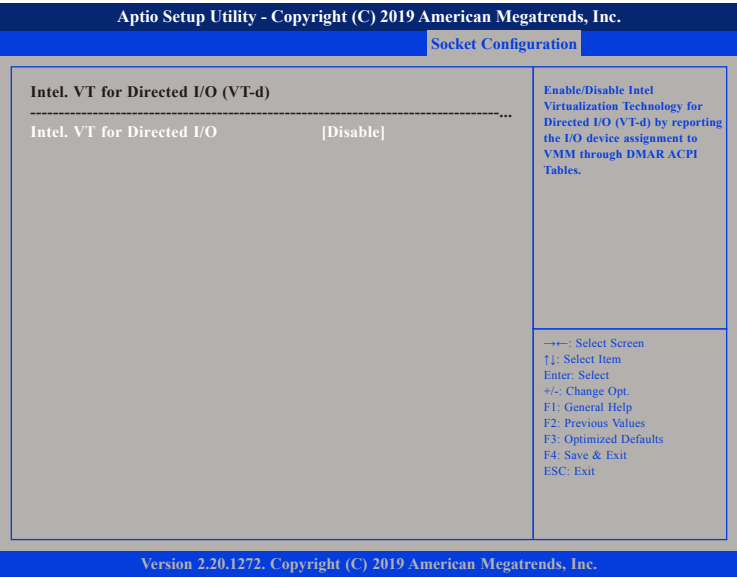 Aptio Setup Utility - Copyright (C) 2019 American Megatrends, Inc.
Socket Configuration
Intel. VT for Directed I/O (VT-d)
-----------------------------------------------------------------------------------...
Intel. VT for Directed I/O [Disable]
Enable/Disable Intel
Virtualization Technology for
Directed I/O (VT-d) by reporting
the I/O device assignment to
VMM through DMAR ACPI
Tables.
→←: Select Screen
↑↓: Select Item
Enter: Select
+/-: Change Opt.
F1: General Help
F2: Previous Values
F3: Optimized Defaults
F4: Save & Exit
ESC: Exit
Version 2.20.1272. Copyright (C) 2019 American Megatrends, Inc.